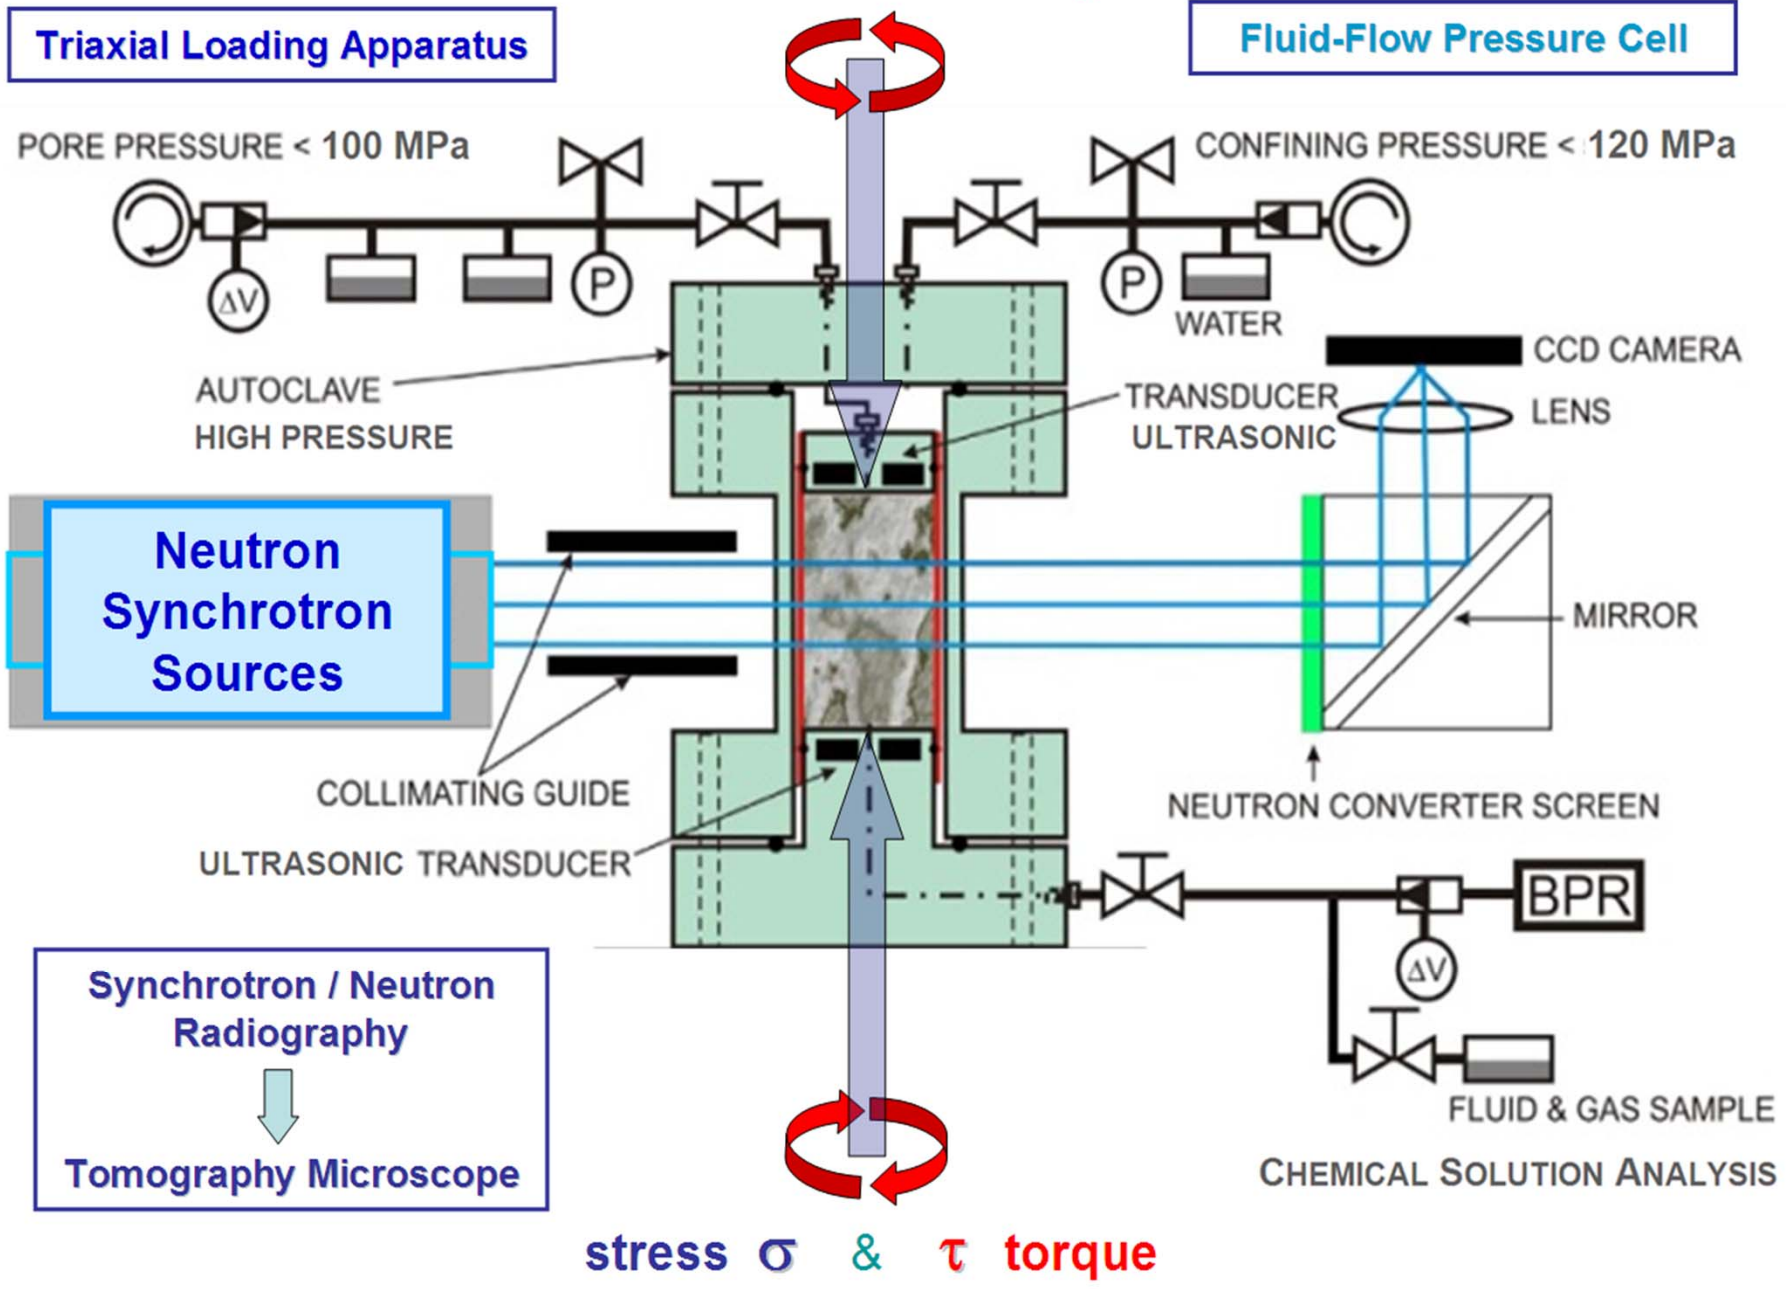 Triaxial Loading Apparatus
Fluid-Flow Pressure Cell
PORE PRESSURE < 100 MPa
CONFINING PRESSURE < 120 MPa
ΔV
P
P
WATER
AUTOCLAVE
HIGH PRESSURE
TRANSDUCER
ULTRASONIC
CCD CAMERA
LENS
Neutron
Synchrotron
Sources
MIRROR
COLLIMATING GUIDE
NEUTRON CONVERTER SCREEN
ULTRASONIC TRANSDUCER
BPR
ΔV
Synchrotron / Neutron
Radiography
Tomography Microscope
FLUID & GAS SAMPLE
CHEMICAL SOLUTION ANALYSIS
stress σ & τ torque